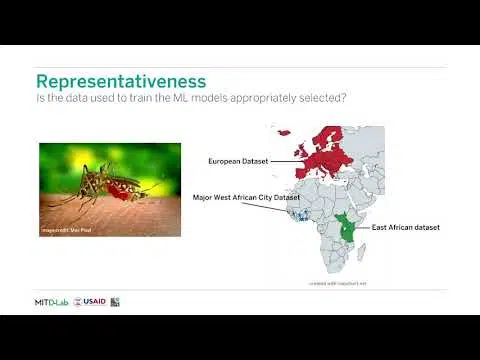 Representativeness
Is the data used to train the ML models appropriately selected?
European Dataset
Major West African City Dataset
East African dataset
Image credit: Max Pixel
created with mapchart.net
MIT D-Lab
USAID